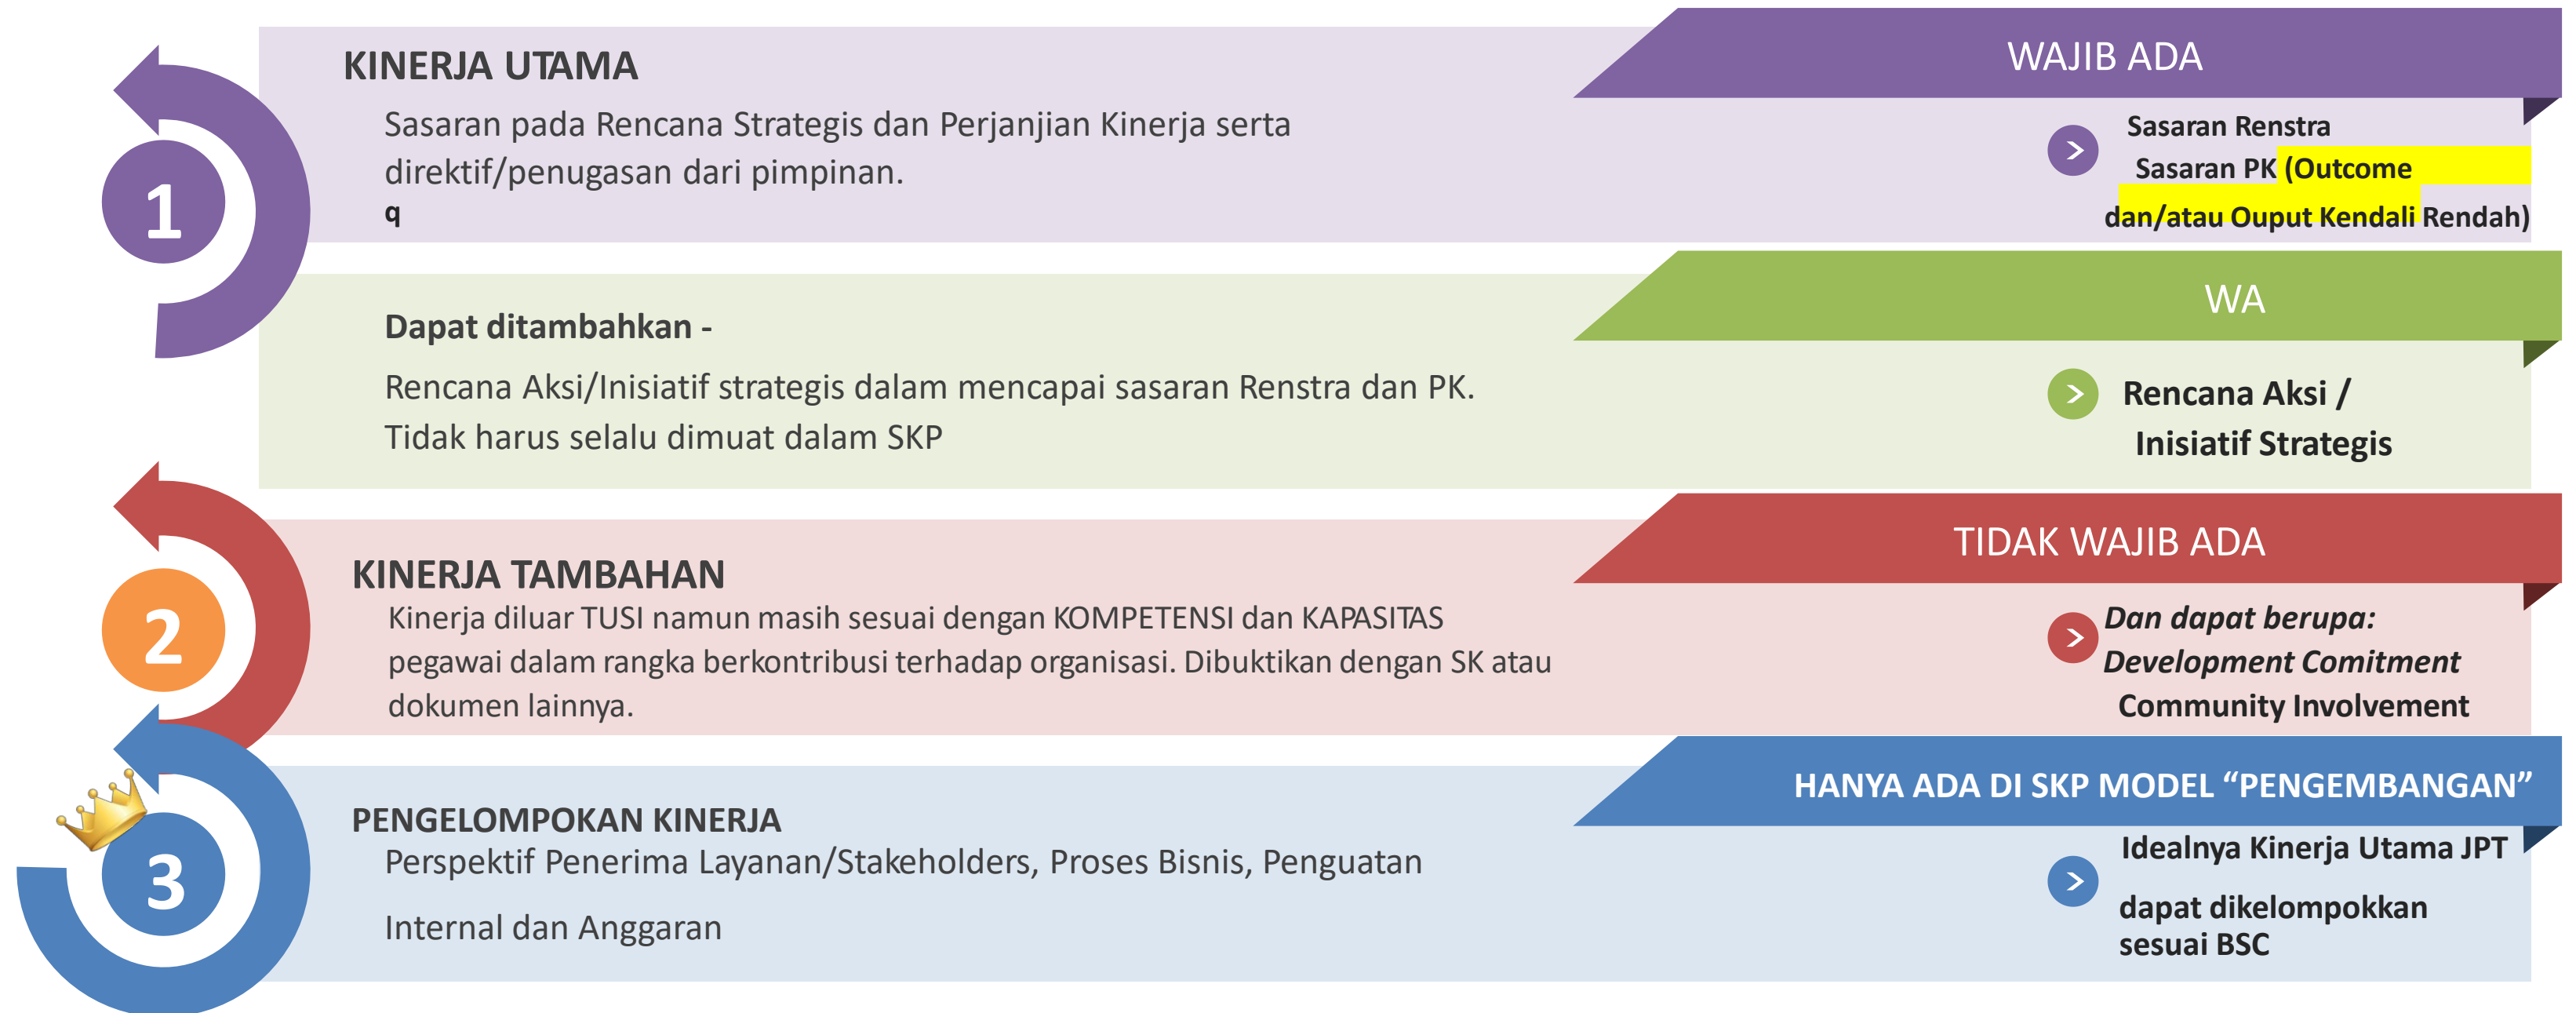 1
KINERJA UTAMA
Sasaran pada Rencana Strategis dan Perjanjian Kinerja serta
direktif/penugasan dari pimpinan.
q
WAJIB ADA
Sasaran Renstra
Sasaran PK (Outcome
dan/atau Ouput Kendali Rendah)
Dapat ditambahkan -
Rencana Aksi/Inisiatif strategis dalam mencapai sasaran Renstra dan PK.
Tidak harus selalu dimuat dalam SKP
WA
Rencana Aksi /
Inisiatif Strategis
2
KINERJA TAMBAHAN
Kinerja diluar TUSI namun masih sesuai dengan KOMPETENSI dan KAPASITAS
pegawai dalam rangka berkontribusi terhadap organisasi. Dibuktikan dengan SK atau
dokumen lainnya.
TIDAK WAJIB ADA
Dan dapat berupa:
Development Comitment
Community Involvement
3
PENGELOMPOKAN KINERJA
Perspektif Penerima Layanan/Stakeholders, Proses Bisnis, Penguatan
Internal dan Anggaran
HANYA ADA DI SKP MODEL “PENGEMBANGAN”
Idealnya Kinerja Utama JPT
dapat dikelompokkan
sesuai BSC